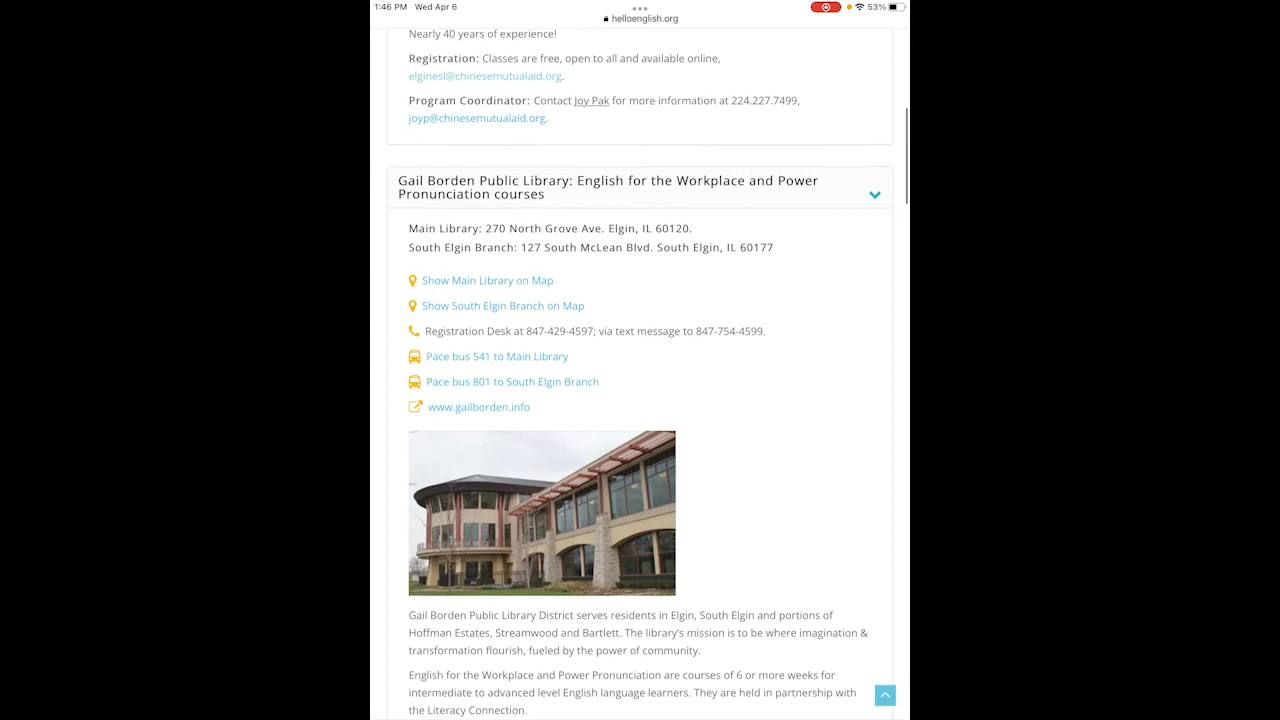 1:46 PM Wed Apr 6
53%
helloenglish.org
Nearly 40 years of experience!
Registration: Classes are free, open to all and available online,
elginesl@chinesemutualaid.org.
Program Coordinator: Contact Joy Pak for more information at 224.227.7499,
joyp@chinesemutualaid.org.
Gail Borden Public Library: English for the Workplace and Power
Pronunciation courses
Main Library: 270 North Grove Ave. Elgin, IL 60120.
South Elgin Branch: 127 South McLean Blvd. South Elgin, IL 60177
Show Main Library on Map
Show South Elgin Branch on Map
Registration Desk at 847-429-4597; via text message to 847-754-4599.
Pace bus 541 to Main Library
Pace bus 801 to South Elgin Branch
www.gailborden.info
Gail Borden Public Library District serves residents in Elgin, South Elgin and portions of
Hoffman Estates, Streamwood and Bartlett. The library's mission is to be where imagination &
transformation flourish, fueled by the power of community.
English for the Workplace and Power Pronunciation are courses of 6 or more weeks for
intermediate to advanced level English language learners. They are held in partnership with
the Literacy Connection.